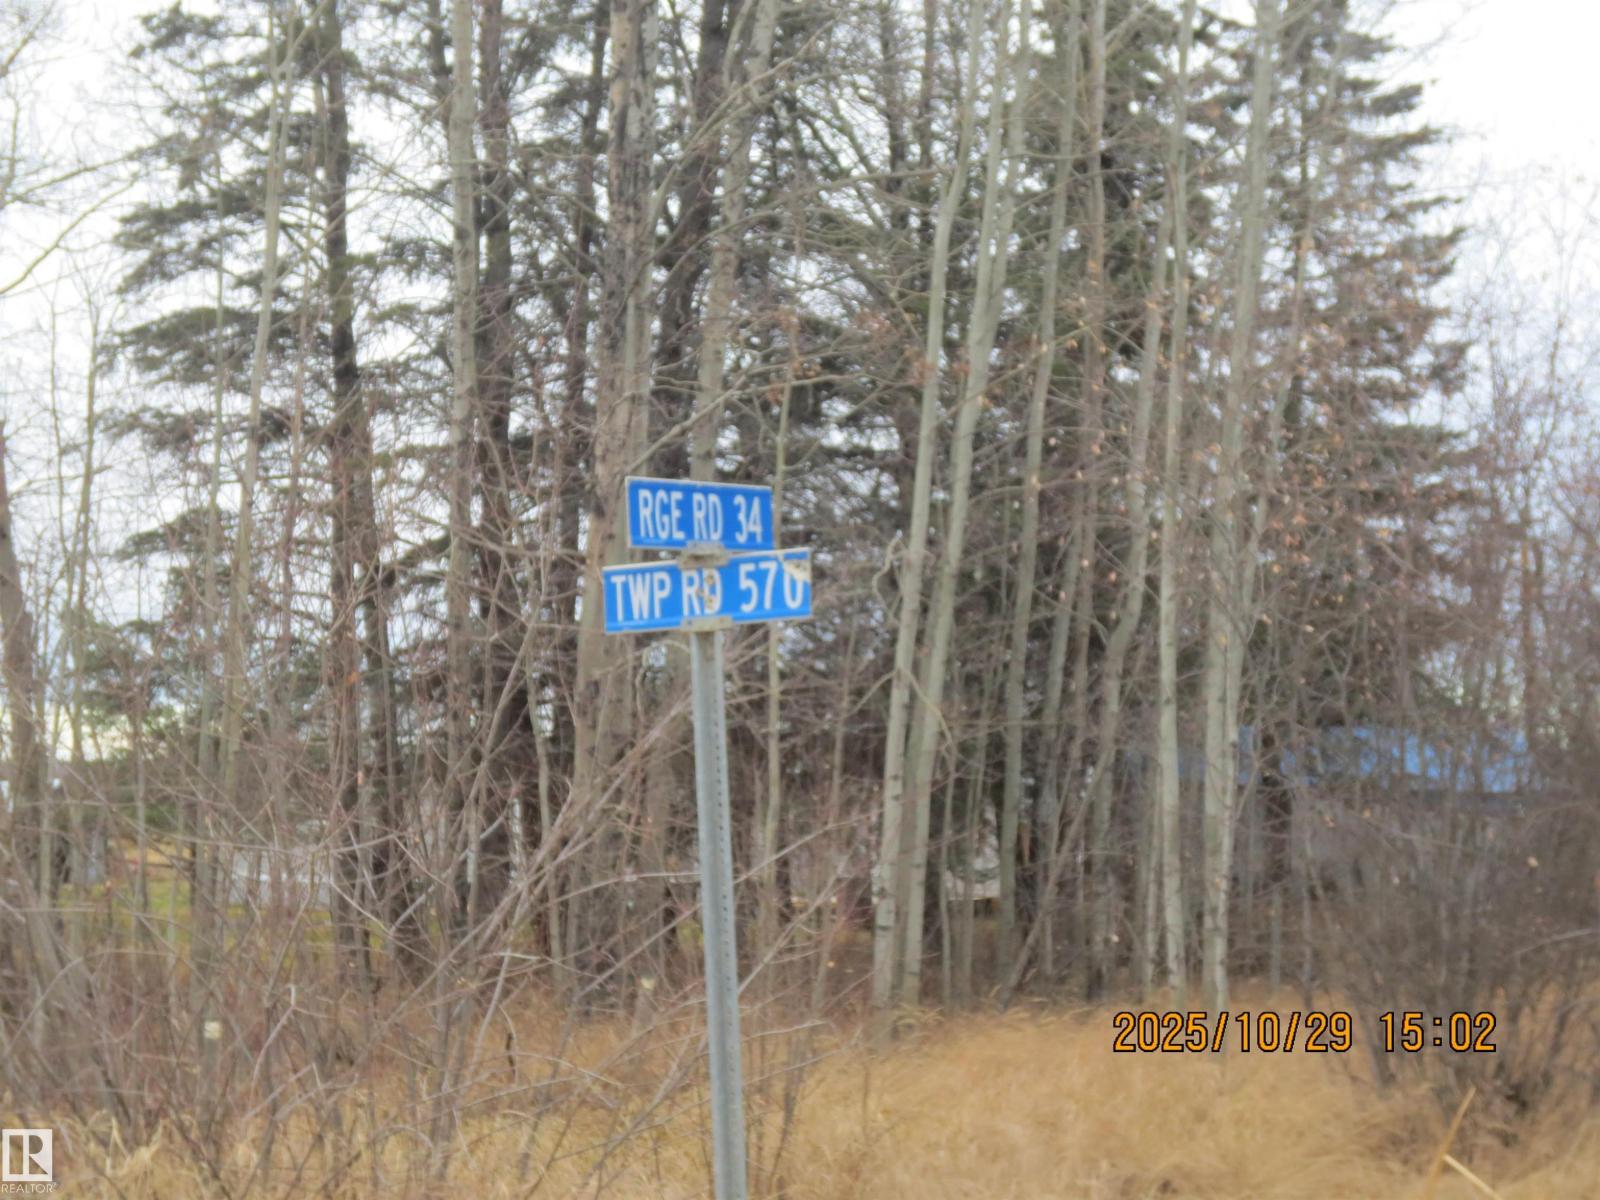 RGE RD 34
TWP RD 570
2025/10/29 15:02
R
REALTOR